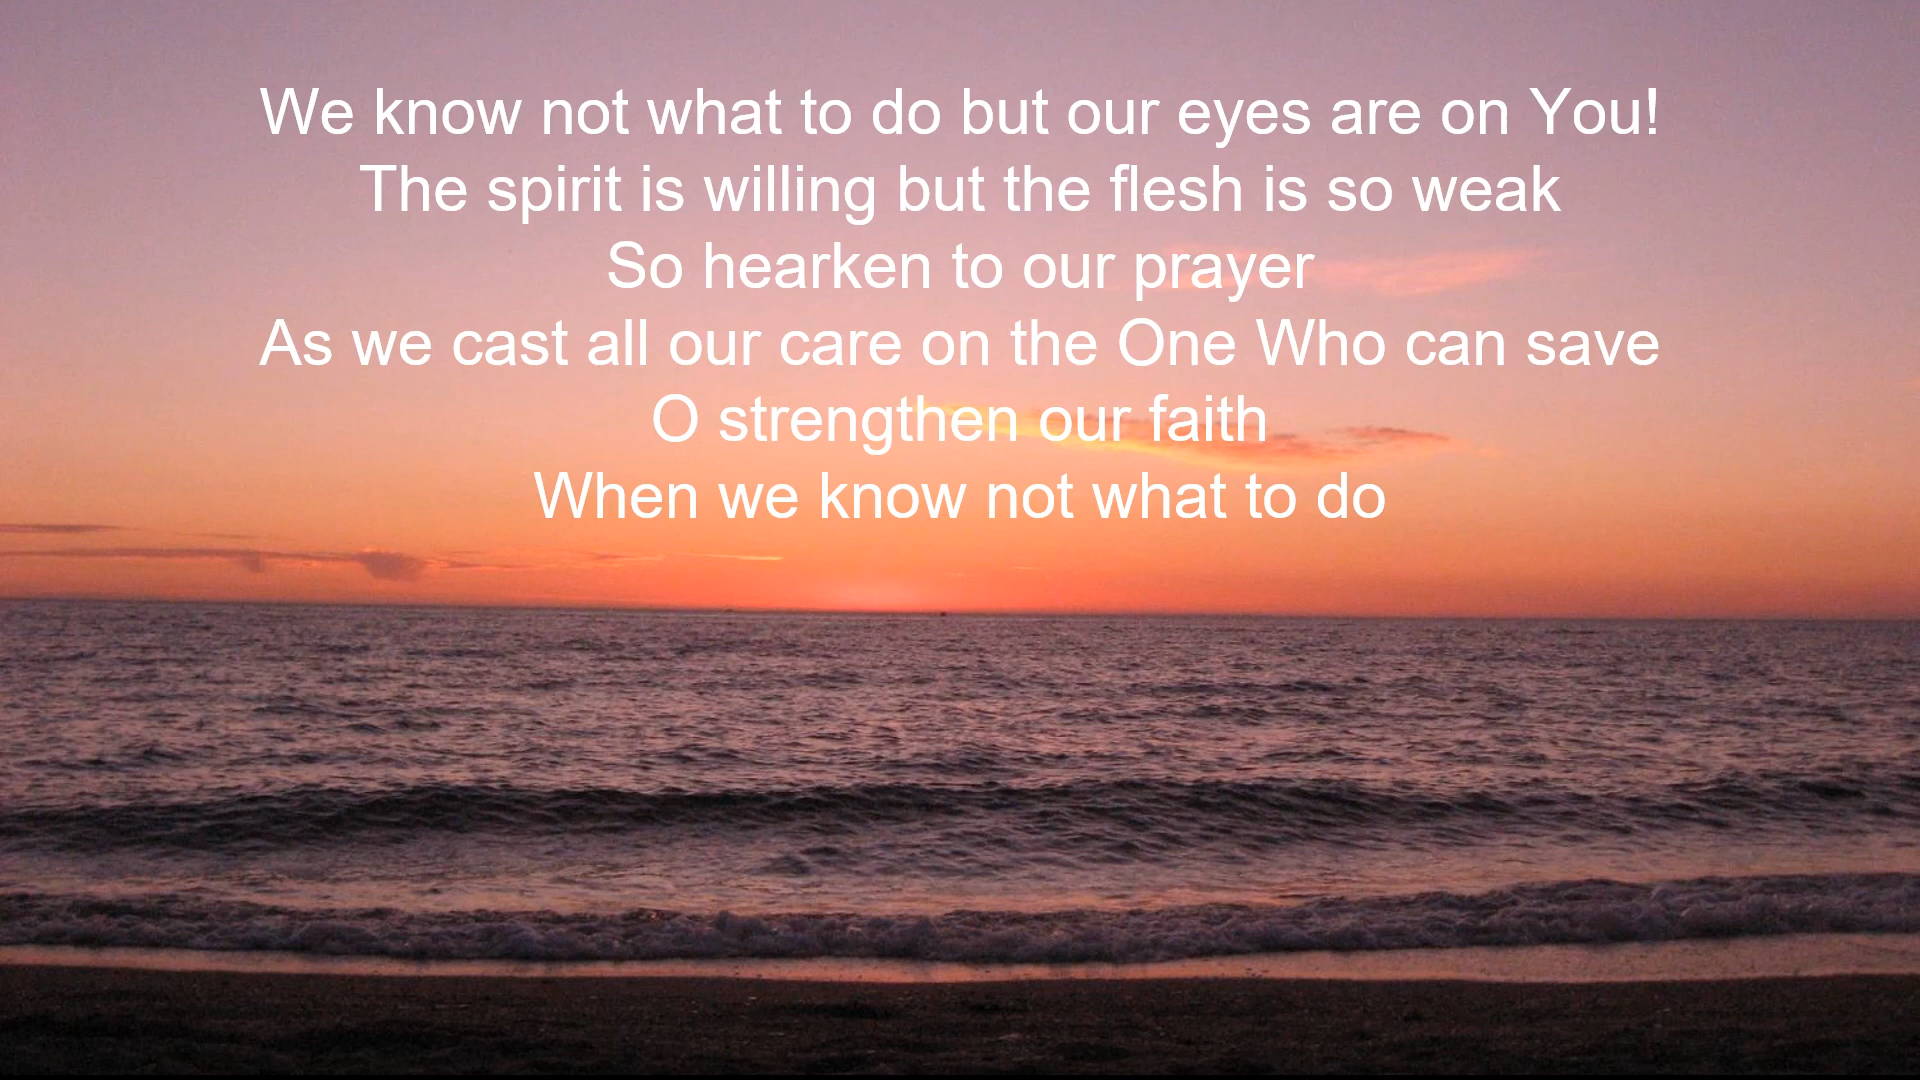 We know not what to do but our eyes are on You!
The spirit is willing but the flesh is so weak
So hearken to our prayer
As we cast all our care on the One Who can save
O strengthen our faith
When we know not what to do